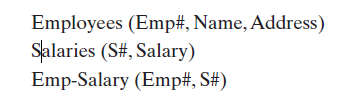 Employees (Emp#, Name, Address)
Salaries (S#, Salary)
Emp-Salary (Emp#, S#)